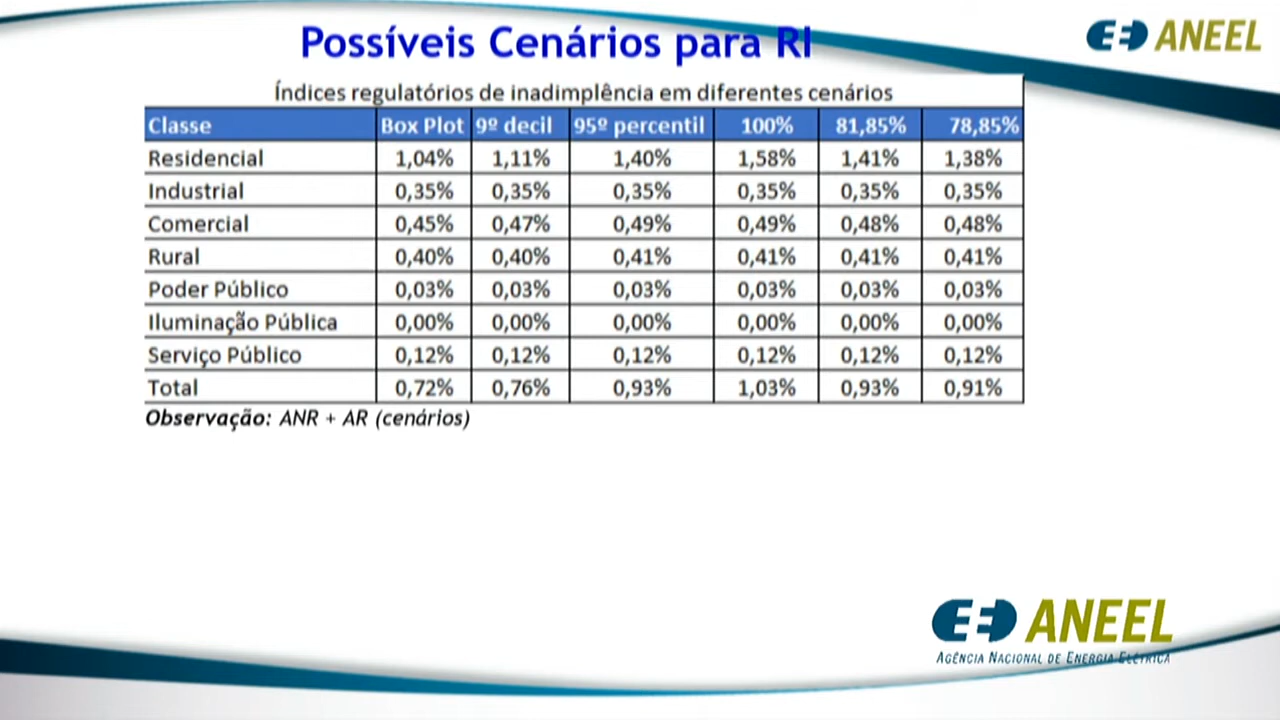 Possíveis Cenários para RI
ANEEL
Índices regulatórios de inadimplência em diferentes cenários
Classe Box Plot 9º decil 95º percentil 100% 81,85% 78,85%
Residencial 1,04% 1,11% 1,40% 1,58% 1,41% 1,38%
Industrial 0,35% 0,35% 0,35% 0,35% 0,35% 0,35%
Comercial 0,45% 0,47% 0,49% 0,49% 0,48% 0,48%
Rural 0,40% 0,40% 0,41% 0,41% 0,41% 0,41%
Poder Público 0,03% 0,03% 0,03% 0,03% 0,03% 0,03%
Iluminação Pública 0,00% 0,00% 0,00% 0,00% 0,00% 0,00%
Serviço Público 0,12% 0,12% 0,12% 0,12% 0,12% 0,12%
Total 0,72% 0,76% 0,93% 1,03% 0,93% 0,91%
Observação: ANR + AR (cenários)
ANEEL
AGÊNCIA NACIONAL DE ENERGIA ELÉTRICA